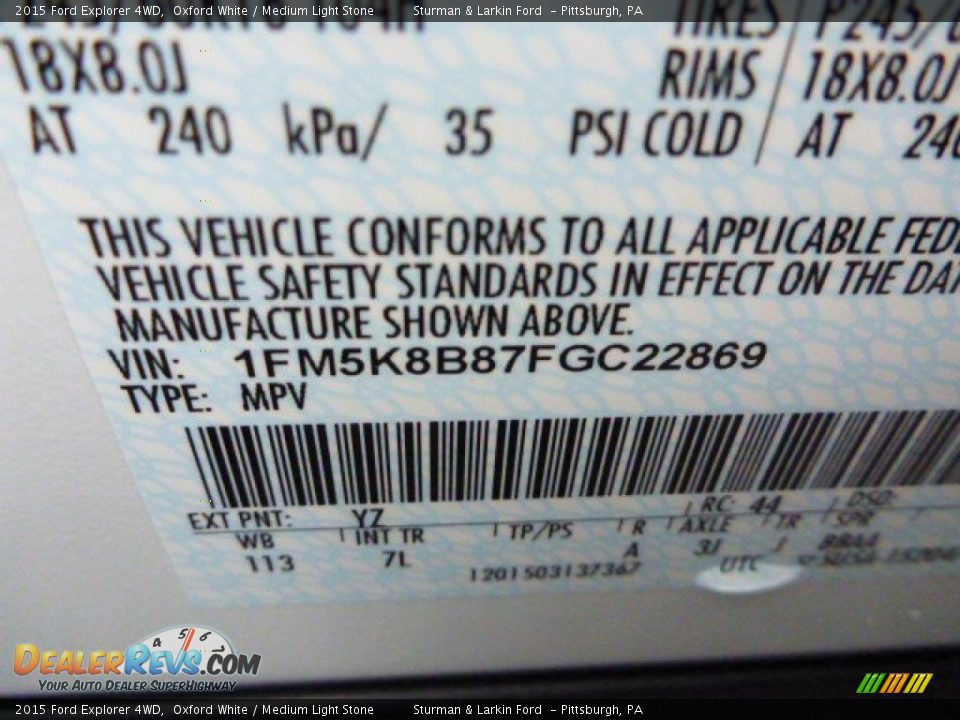 2015 Ford Explorer 4WD, Oxford White / Medium Light Stone Sturman & Larkin Ford - Pittsburgh, PA
TIRES
18X8.0J RIMS 18X8.0J
AT 240 kPa/ 35 PSI COLD AT 240
THIS VEHICLE CONFORMS TO ALL APPLICABLE
VEHICLE SAFETY STANDARDS IN EFFECT ON THE
MANUFACTURE SHOWN ABOVE.
VIN: 1FM5K8B87FGC22869
TYPE: MPV
EXT PNT: YZ RC: 44 DSO:
WB INT TR TP/PS R AXLE TR SPR
113 7L A 3J J
1201503137367 UTC
DEALERREVS.COM
YOUR AUTO DEALER SUPERHIGHWAY
2015 Ford Explorer 4WD, Oxford White / Medium Light Stone Sturman & Larkin Ford - Pittsburgh, PA